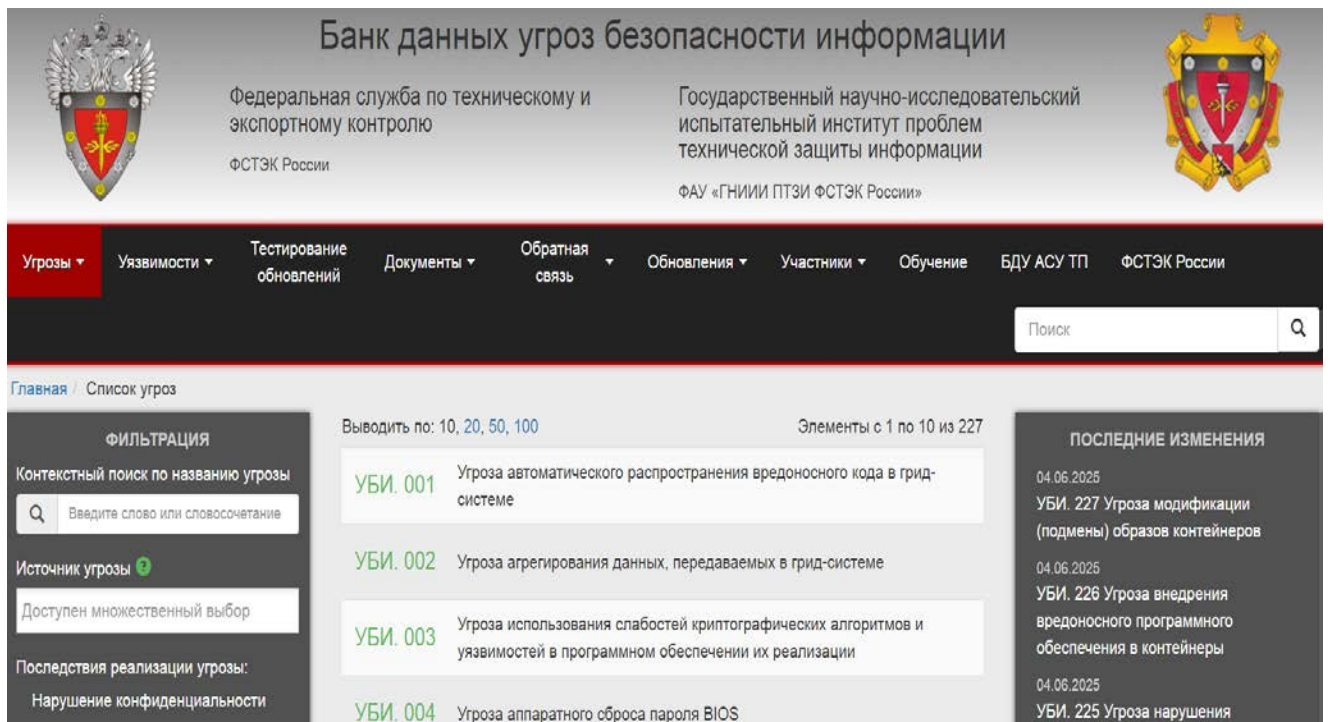 Банк данных угроз безопасности информации
Федеральная служба по техническому и
экспортному контролю
ФСТЭК России
Государственный научно-исследовательский
испытательный институт проблем
технической защиты информации
ФАУ «ГНИИИ ПТЗИ ФСТЭК России»
Угрозы
Уязвимости
Тестирование
обновлений
Документы
Обратная
связь
Обновления
Участники
Обучение
БДУ АСУ ТП
ФСТЭК России
Поиск
Главная / Список угроз
ФИЛЬТРАЦИЯ
Контекстный поиск по названию угрозы
Введите слово или словосочетание
Источник угрозы ?
Доступен множественный выбор
Последствия реализации угрозы:
Нарушение конфиденциальности
Выводить по: 10, 20, 50, 100
Элементы с 1 по 10 из 227
УБИ. 001
Угроза автоматического распространения вредоносного кода в грид-
системе
УБИ. 002
Угроза агрегирования данных, передаваемых в грид-системе
УБИ. 003
Угроза использования слабостей криптографических алгоритмов и
уязвимостей в программном обеспечении их реализации
УБИ. 004
Угроза аппаратного сброса пароля BIOS
ПОСЛЕДНИЕ ИЗМЕНЕНИЯ
04.06.2025
УБИ. 227 Угроза модификации
(подмены) образов контейнеров
04.06.2025
УБИ. 226 Угроза внедрения
вредоносного программного
обеспечения в контейнеры
04.06.2025
УБИ. 225 Угроза нарушения